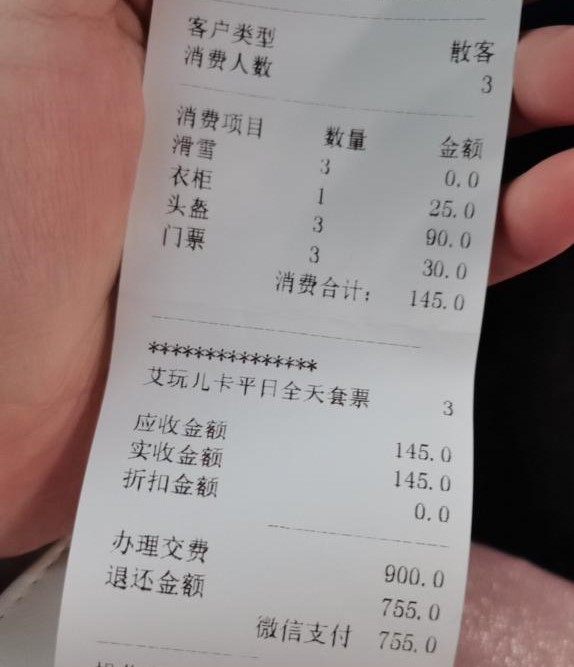 客户类型 散客
消费人数 3
消费项目 数量 金额
滑雪 3 0.0
衣柜 1 25.0
头盔 3 90.0
门票 3 30.0
消费合计: 145.0
***************
艾玩儿卡平日全天套票 3
应收金额 145.0
实收金额 145.0
折扣金额 0.0
办理交费 900.0
退还金额 755.0
微信支付 755.0